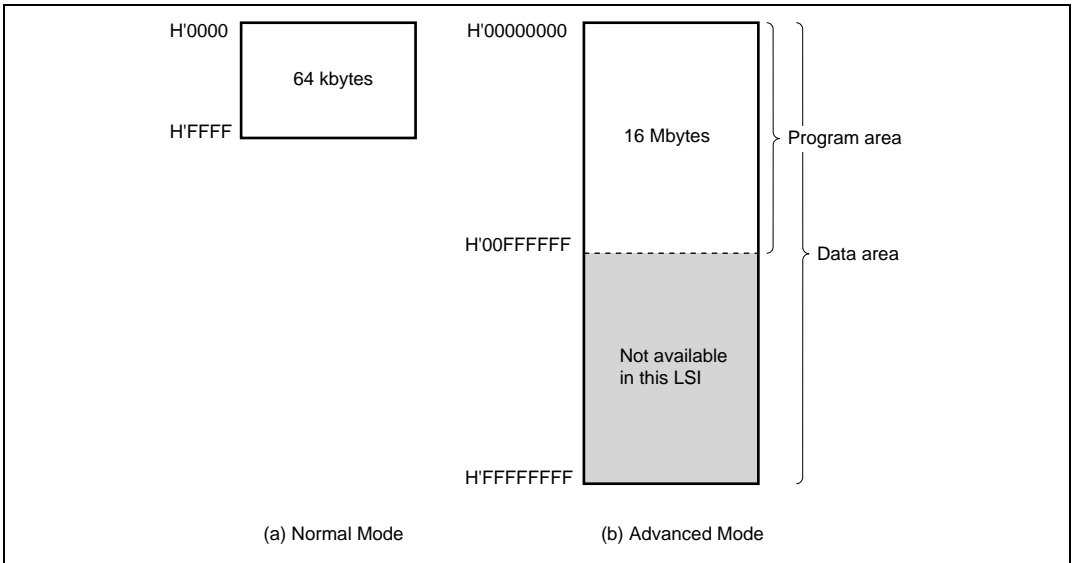 H'0000
64 kbytes
H'FFFF
(a) Normal Mode
H'00000000
16 Mbytes
Program area
H'00FFFFFF
Data area
Not available
in this LSI
H'FFFFFFFF
(b) Advanced Mode